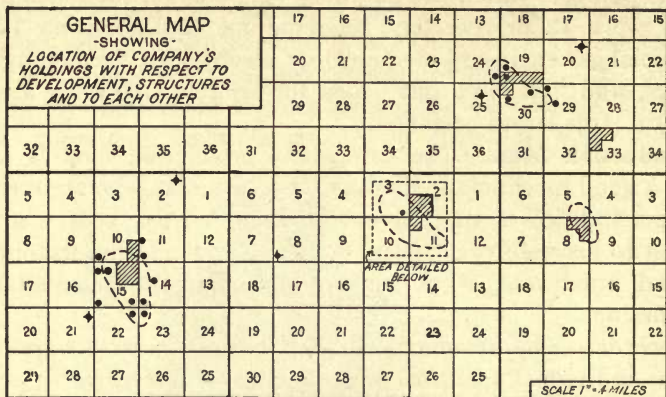 GENERAL MAP
-SHOWING-
LOCATION OF COMPANY'S
HOLDINGS WITH RESPECT TO
DEVELOPMENT, STRUCTURES
AND TO EACH OTHER
17 16 15 14 13 18 17 16 15
20 21 22 23 24 19 20 21 22
29 28 27 26 25 30 29 28 27
32 33 34 35 36 31 32 33 34 35 36 31 32 33 34
5 4 3 2 1 6 5 4 3 2 1 6 5 4 3
8 9 10 11 12 7 8 9 10 11 12 7 8 9 10
AREA DETAILED
BELOW
17 16 15 14 13 18 17 16 15 14 13 18 17 16 15
20 21 22 23 24 19 20 21 22 23 24 19 20 21 22
29 28 27 26 25 30 29 28 27 26 25
SCALE 1"=4 MILES